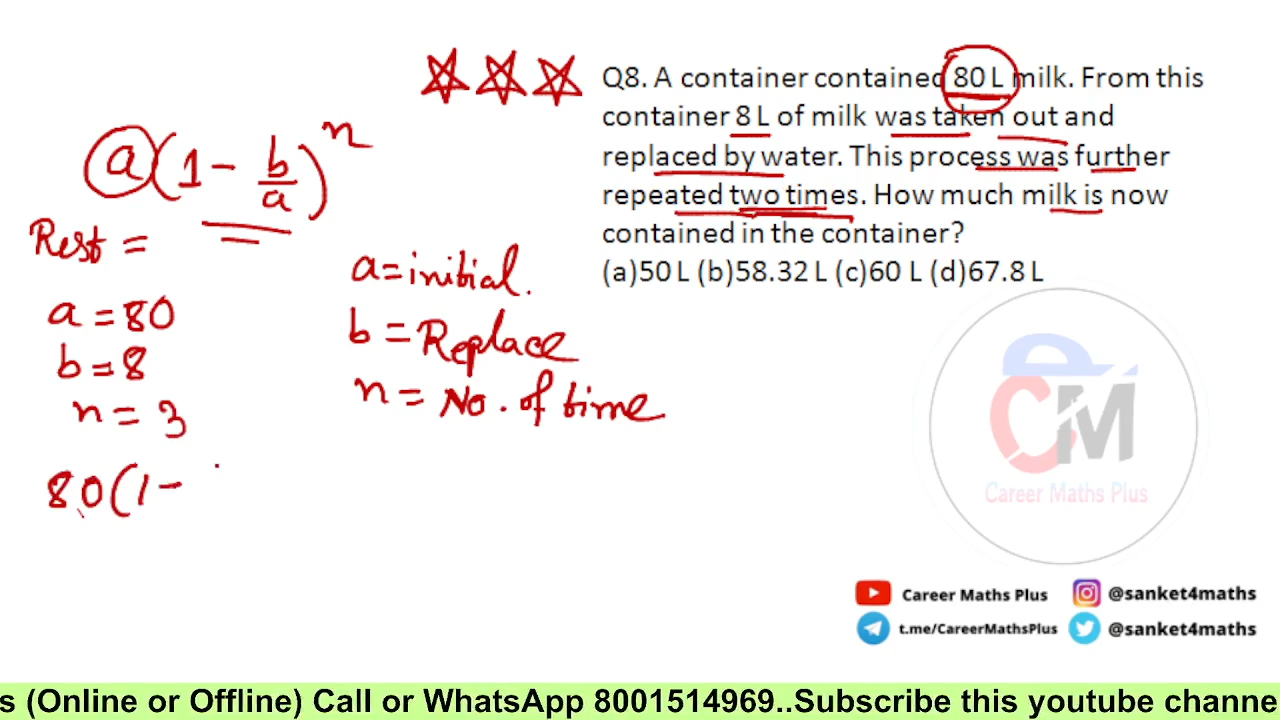 Q8. A container contained 80 L milk. From this
container 8 L of milk was taken out and
replaced by water. This process was further
repeated two times. How much milk is now
contained in the container?
(a)50 L (b)58.32 L (c)60 L (d)67.8 L
a(1 - b/a)^n
Rest =
a = 80
b = 8
n = 3
80(1 -
a = initial.
b = Replace
n = No. of time
CM
Career Maths Plus
Career Maths Plus
@sanket4maths
t.me/CareerMathsPlus
@sanket4maths
s (Online or Offline) Call or WhatsApp 8001514969..Subscribe this youtube channe